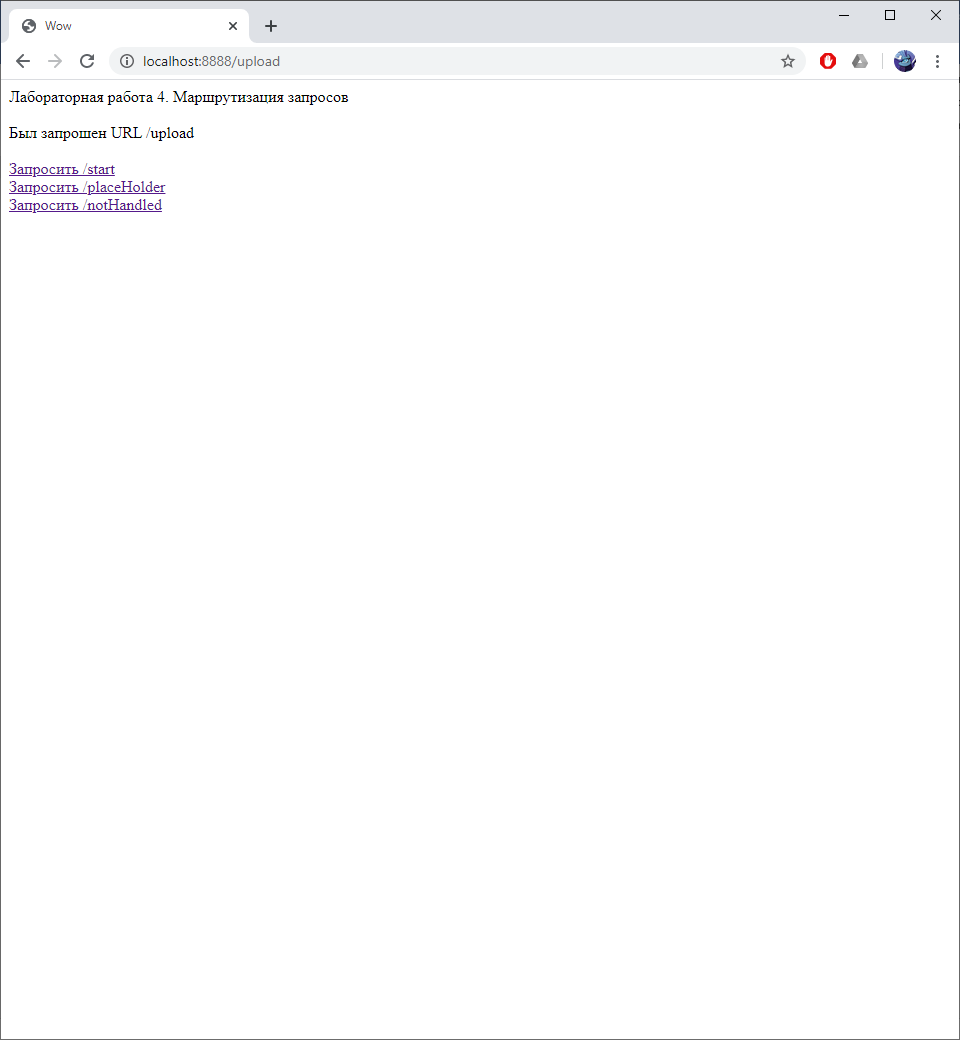 Wow
localhost:8888/upload
Лабораторная работа 4. Маршрутизация запросов
Был запрошен URL /upload
Запросить /start
Запросить /placeHolder
Запросить /notHandled